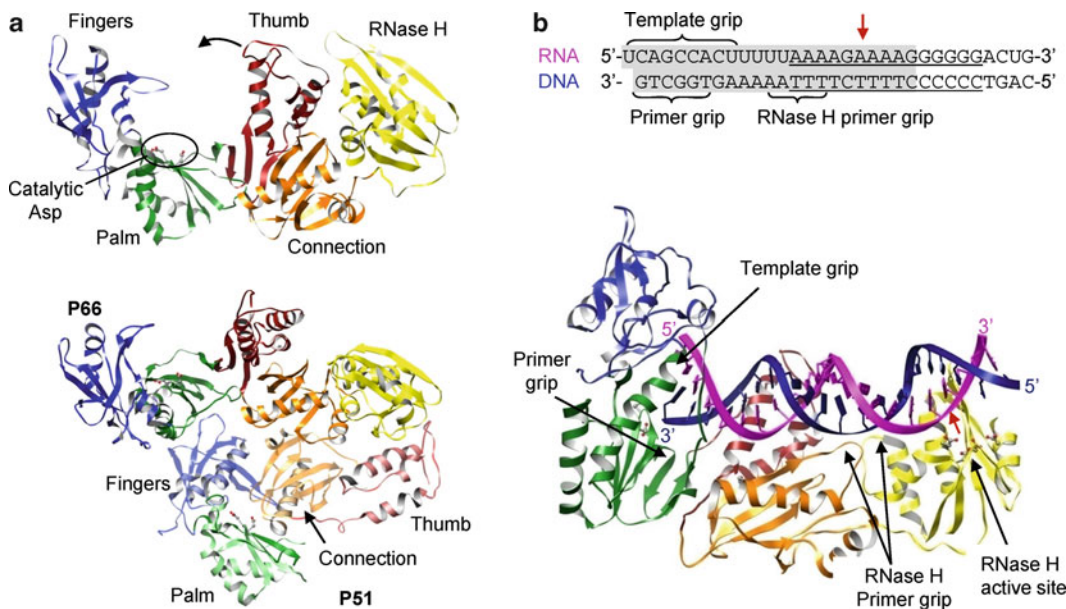 a
Fingers
Thumb
RNase H
Catalytic
Asp
Palm
Connection
P66
Fingers
Thumb
Connection
Palm
P51
b
Template grip
RNA 5'-UCAGCCACUUUUUAAAAGAAAAGGGGGGACUG-3'
DNA 3'- GTCGGTGAAAAATTTTCTTTTCCCCCCTGAC-5'
Primer grip RNase H primer grip
Template grip
5'
3'
Primer
grip
5'
3'
RNase H
Primer grip
RNase H
active site